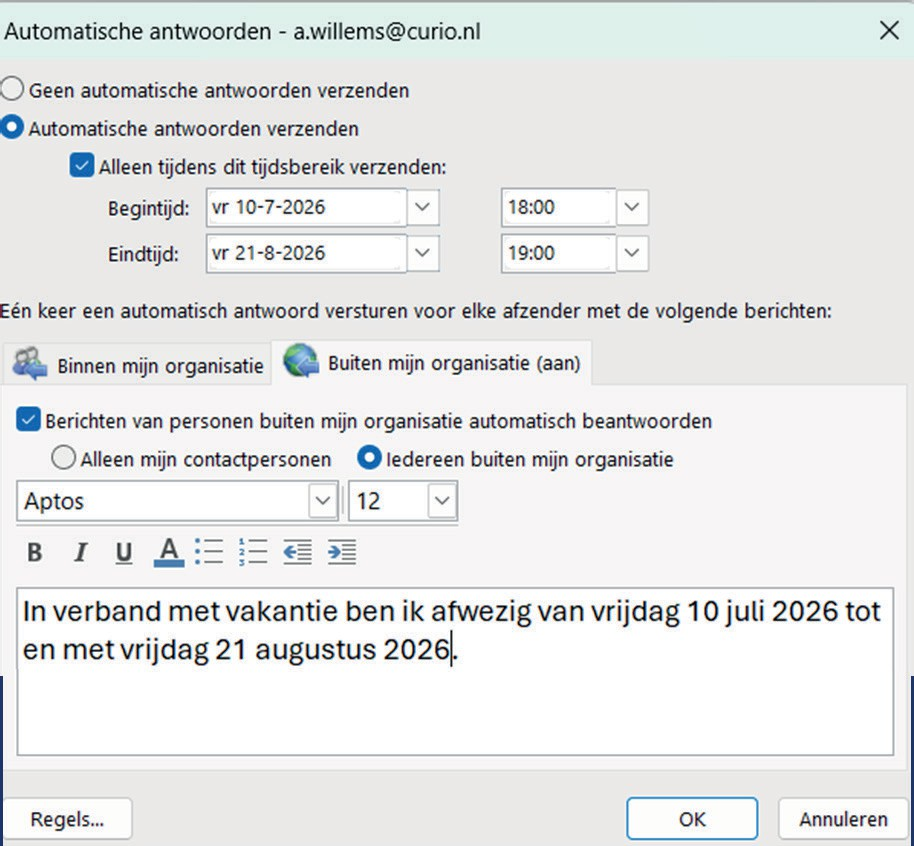 Automatische antwoorden - a.willems@curio.nl
Geen automatische antwoorden verzenden
Automatische antwoorden verzenden
Alleen tijdens dit tijdsbereik verzenden:
Begintijd: vr 10-7-2026 18:00
Eindtijd: vr 21-8-2026 19:00
Eén keer een automatisch antwoord versturen voor elke afzender met de volgende berichten:
Binnen mijn organisatie Buiten mijn organisatie (aan)
Berichten van personen buiten mijn organisatie automatisch beantwoorden
Alleen mijn contactpersonen Iedereen buiten mijn organisatie
Aptos 12
B I U A
In verband met vakantie ben ik afwezig van vrijdag 10 juli 2026 tot
en met vrijdag 21 augustus 2026.
Regels... OK Annuleren